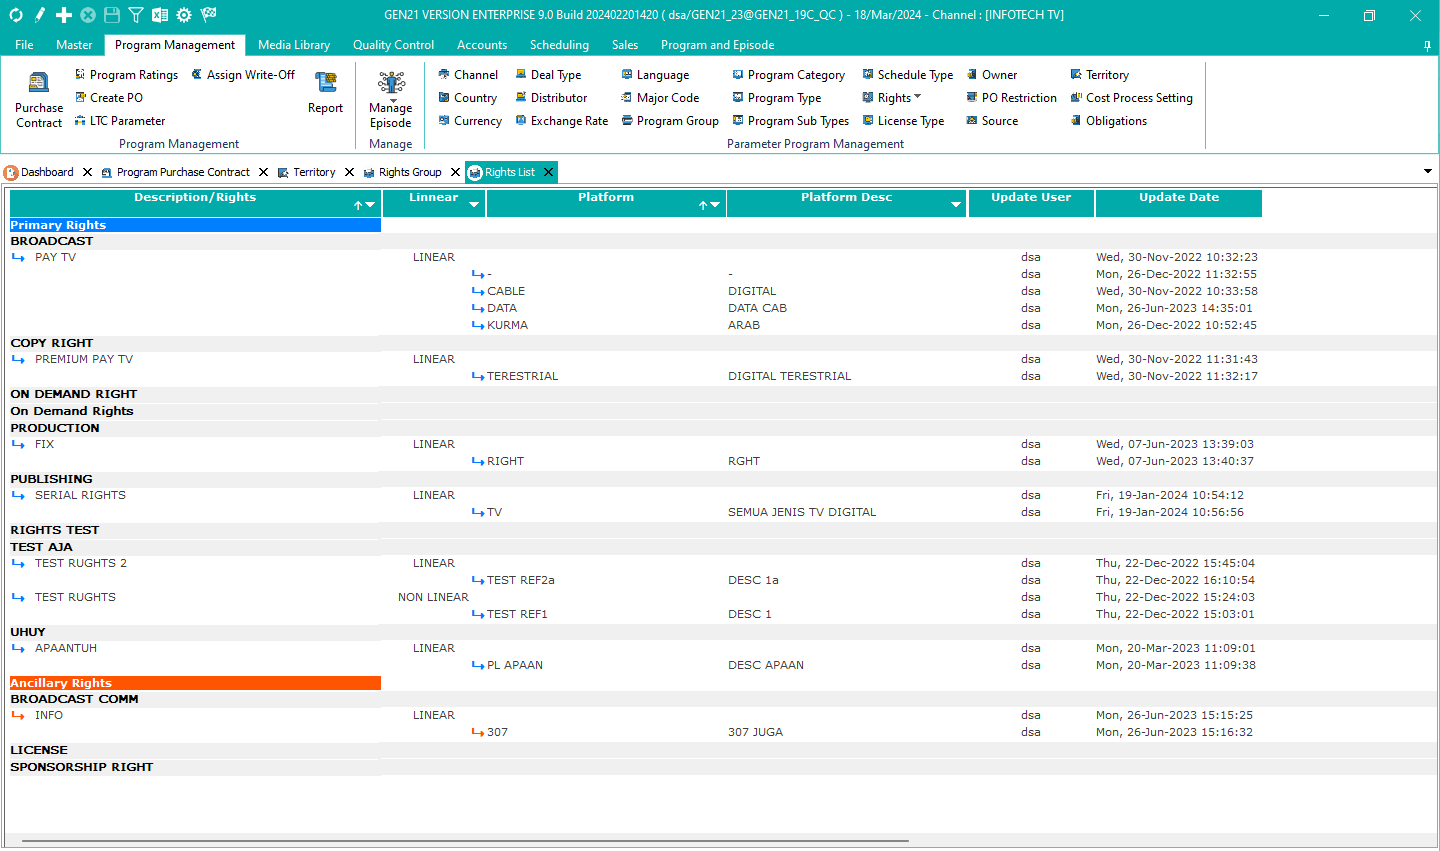 GEN21 VERSION ENTERPRISE 9.0 Build 202402201420 ( dsa/GEN21_23@GEN21_19C_QC ) - 18/Mar/2024 - Channel : [INFOTECH TV]
File Master Program Management Media Library Quality Control Accounts Scheduling Sales Program and Episode
Program Ratings Assign Write-Off Channel Deal Type Language Program Category Schedule Type Owner Territory
Purchase Contract Create PO Report Manage Episode Country Distributor Major Code Program Type Rights PO Restriction Cost Process Setting
LTC Parameter Currency Exchange Rate Program Group Program Sub Types License Type Source Obligations
Program Management Manage Parameter Program Management
Dashboard Program Purchase Contract Territory Rights Group Rights List
Description/Rights Linnear Platform Platform Desc Update User Update Date
Primary Rights
BROADCAST
PAY TV LINEAR dsa Wed, 30-Nov-2022 10:32:23
- - dsa Mon, 26-Dec-2022 11:32:55
CABLE DIGITAL dsa Wed, 30-Nov-2022 10:33:58
DATA DATA CAB dsa Mon, 26-Jun-2023 14:35:01
KURMA ARAB dsa Mon, 26-Dec-2022 10:52:45
COPY RIGHT
PREMIUM PAY TV LINEAR dsa Wed, 30-Nov-2022 11:31:43
TERESTRIAL DIGITAL TERESTRIAL dsa Wed, 30-Nov-2022 11:32:17
ON DEMAND RIGHT
On Demand Rights
PRODUCTION
FIX LINEAR dsa Wed, 07-Jun-2023 13:39:03
RIGHT RGHT dsa Wed, 07-Jun-2023 13:40:37
PUBLISHING
SERIAL RIGHTS LINEAR dsa Fri, 19-Jan-2024 10:54:12
TV SEMUA JENIS TV DIGITAL dsa Fri, 19-Jan-2024 10:56:56
RIGHTS TEST
TEST AJA
TEST RUGHTS 2 LINEAR dsa Thu, 22-Dec-2022 15:45:04
TEST REF2a DESC 1a dsa Thu, 22-Dec-2022 16:10:54
TEST RUGHTS NON LINEAR dsa Thu, 22-Dec-2022 15:24:03
TEST REF1 DESC 1 dsa Thu, 22-Dec-2022 15:03:01
UHUY
APAANTUH LINEAR dsa Mon, 20-Mar-2023 11:09:01
PL APAAN DESC APAAN dsa Mon, 20-Mar-2023 11:09:38
Ancillary Rights
BROADCAST COMM
INFO LINEAR dsa Mon, 26-Jun-2023 15:15:25
307 307 JUGA dsa Mon, 26-Jun-2023 15:16:32
LICENSE
SPONSORSHIP RIGHT